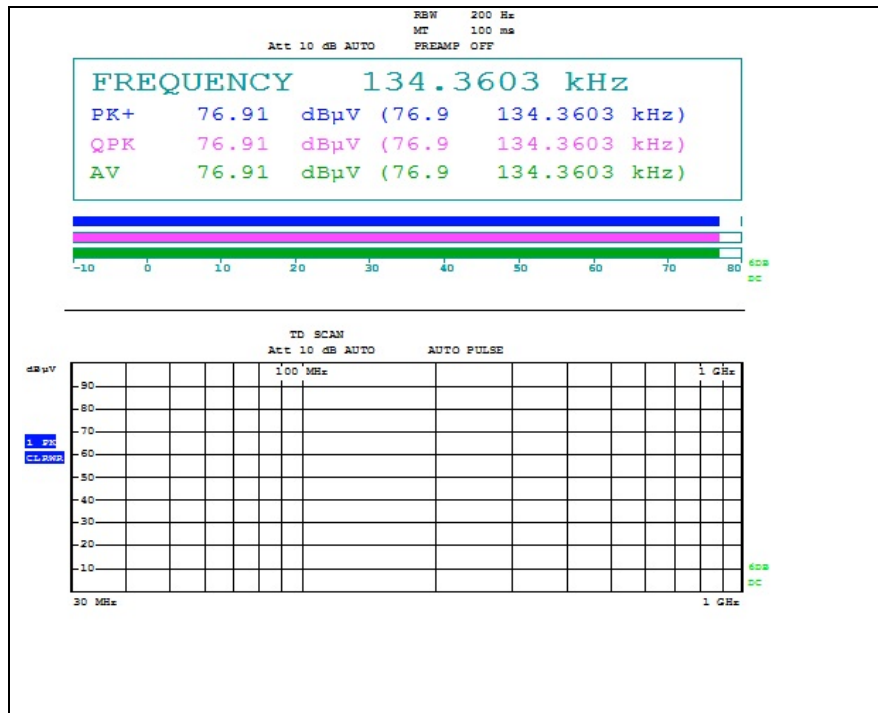 RBW 200 Hz
MT 100 ms
Att 10 dB AUTO PREAMP OFF
FREQUENCY 134.3603 kHz
PK+ 76.91 dBµV (76.9 134.3603 kHz)
QPK 76.91 dBµV (76.9 134.3603 kHz)
AV 76.91 dBµV (76.9 134.3603 kHz)
-10 0 10 20 30 40 50 60 70 80
6DB
DC
TD SCAN
Att 10 dB AUTO AUTO PULSE
dBµV
100 MHz 1 GHz
90
80
70
1 PK
60
CLRWR
50
40
30
20
10
6DB
DC
30 MHz 1 GHz